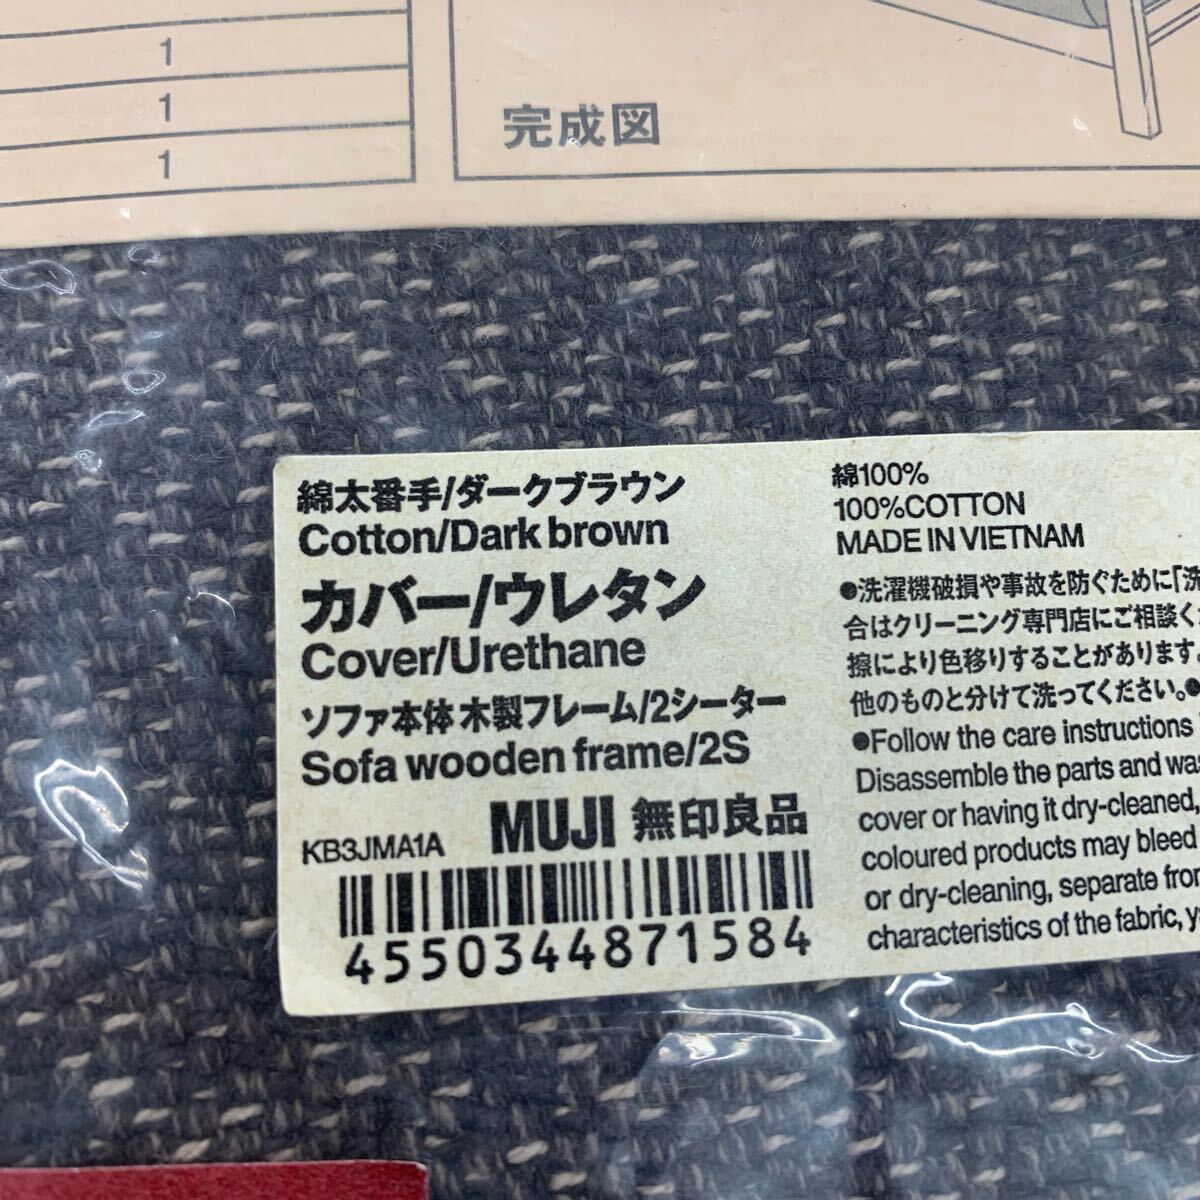 1
1
1
完成図
綿太番手/ダークブラウン
Cotton/Dark brown
カバー/ウレタン
Cover/Urethane
ソファ本体 木製フレーム/2シーター
Sofa wooden frame/2S
KB3JMA1A MUJI 無印良品
4550344871584
綿100%
100%COTTON
MADE IN VIETNAM
●洗濯機破損や事故を防ぐために「洗
合はクリーニング専門店にご相談く
擦により色移りすることがあります。
他のものと分けて洗ってください。●
●Follow the care instructions
Disassemble the parts and was
cover or having it dry-cleaned,
coloured products may bleed
or dry-cleaning, separate from
characteristics of the fabric, y